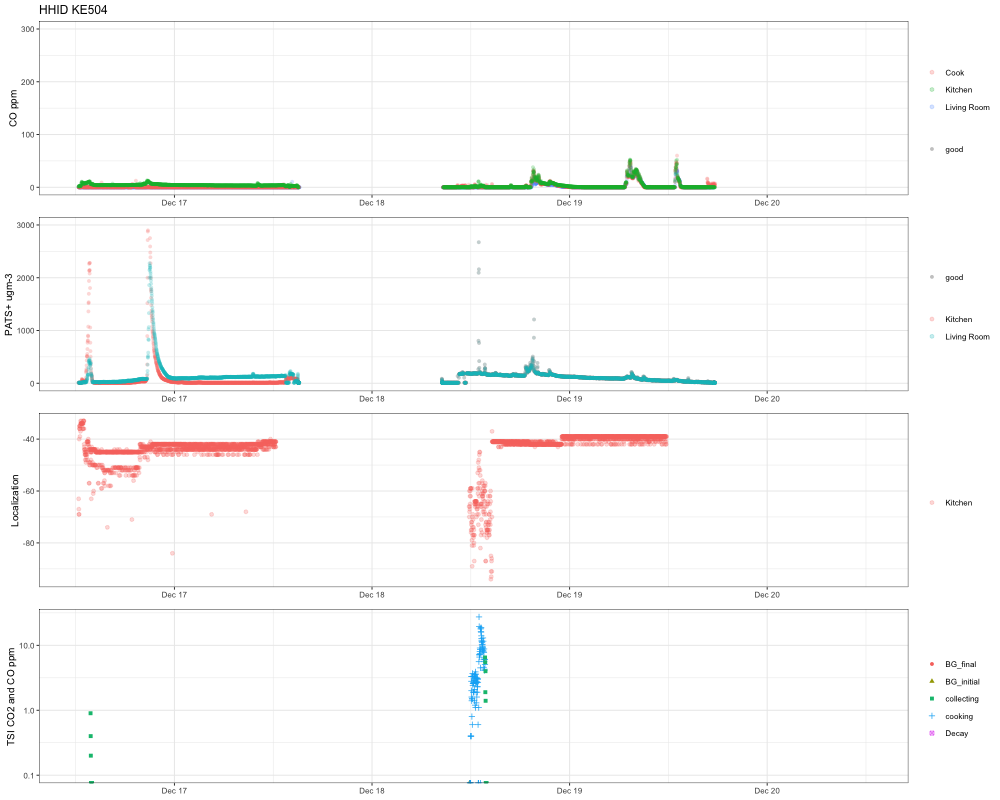 HHID KE504
CO ppm
300
200
100
0
Dec 17
Dec 18
Dec 19
Dec 20
Cook
Kitchen
Living Room
good
PATS+ ugm-3
3000
2000
1000
0
Dec 17
Dec 18
Dec 19
Dec 20
good
Kitchen
Living Room
Localization
-40
-60
-80
Dec 17
Dec 18
Dec 19
Dec 20
Kitchen
TSI CO2 and CO ppm
10.0
1.0
0.1
Dec 17
Dec 18
Dec 19
Dec 20
BG_final
BG_initial
collecting
cooking
Decay